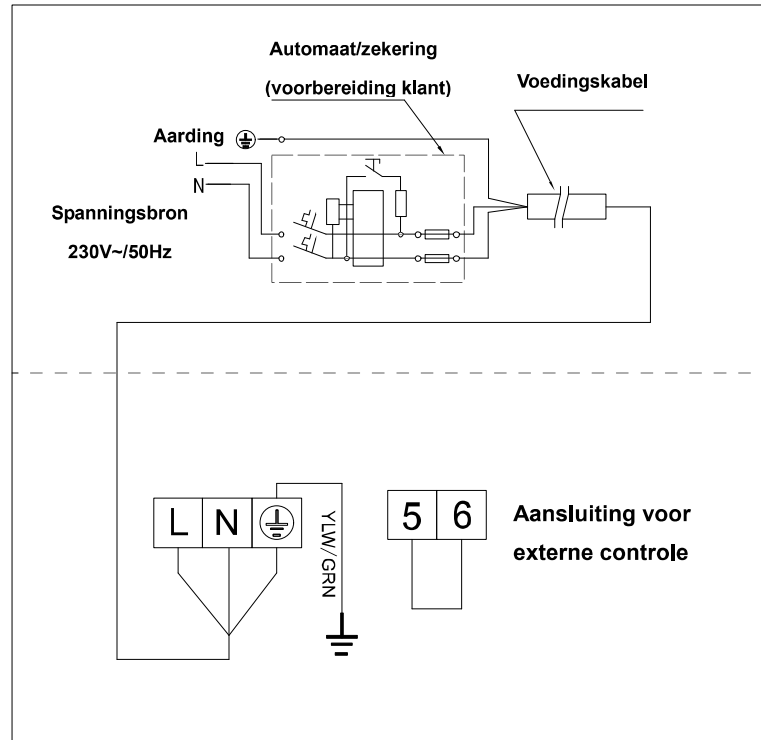 Automaat/zekering
(voorbereiding klant)
Voedingskabel
Aarding
L
N
Spanningsbron
230V~/50Hz
L N
YLW/GRN
5 6
Aansluiting voor
externe controle